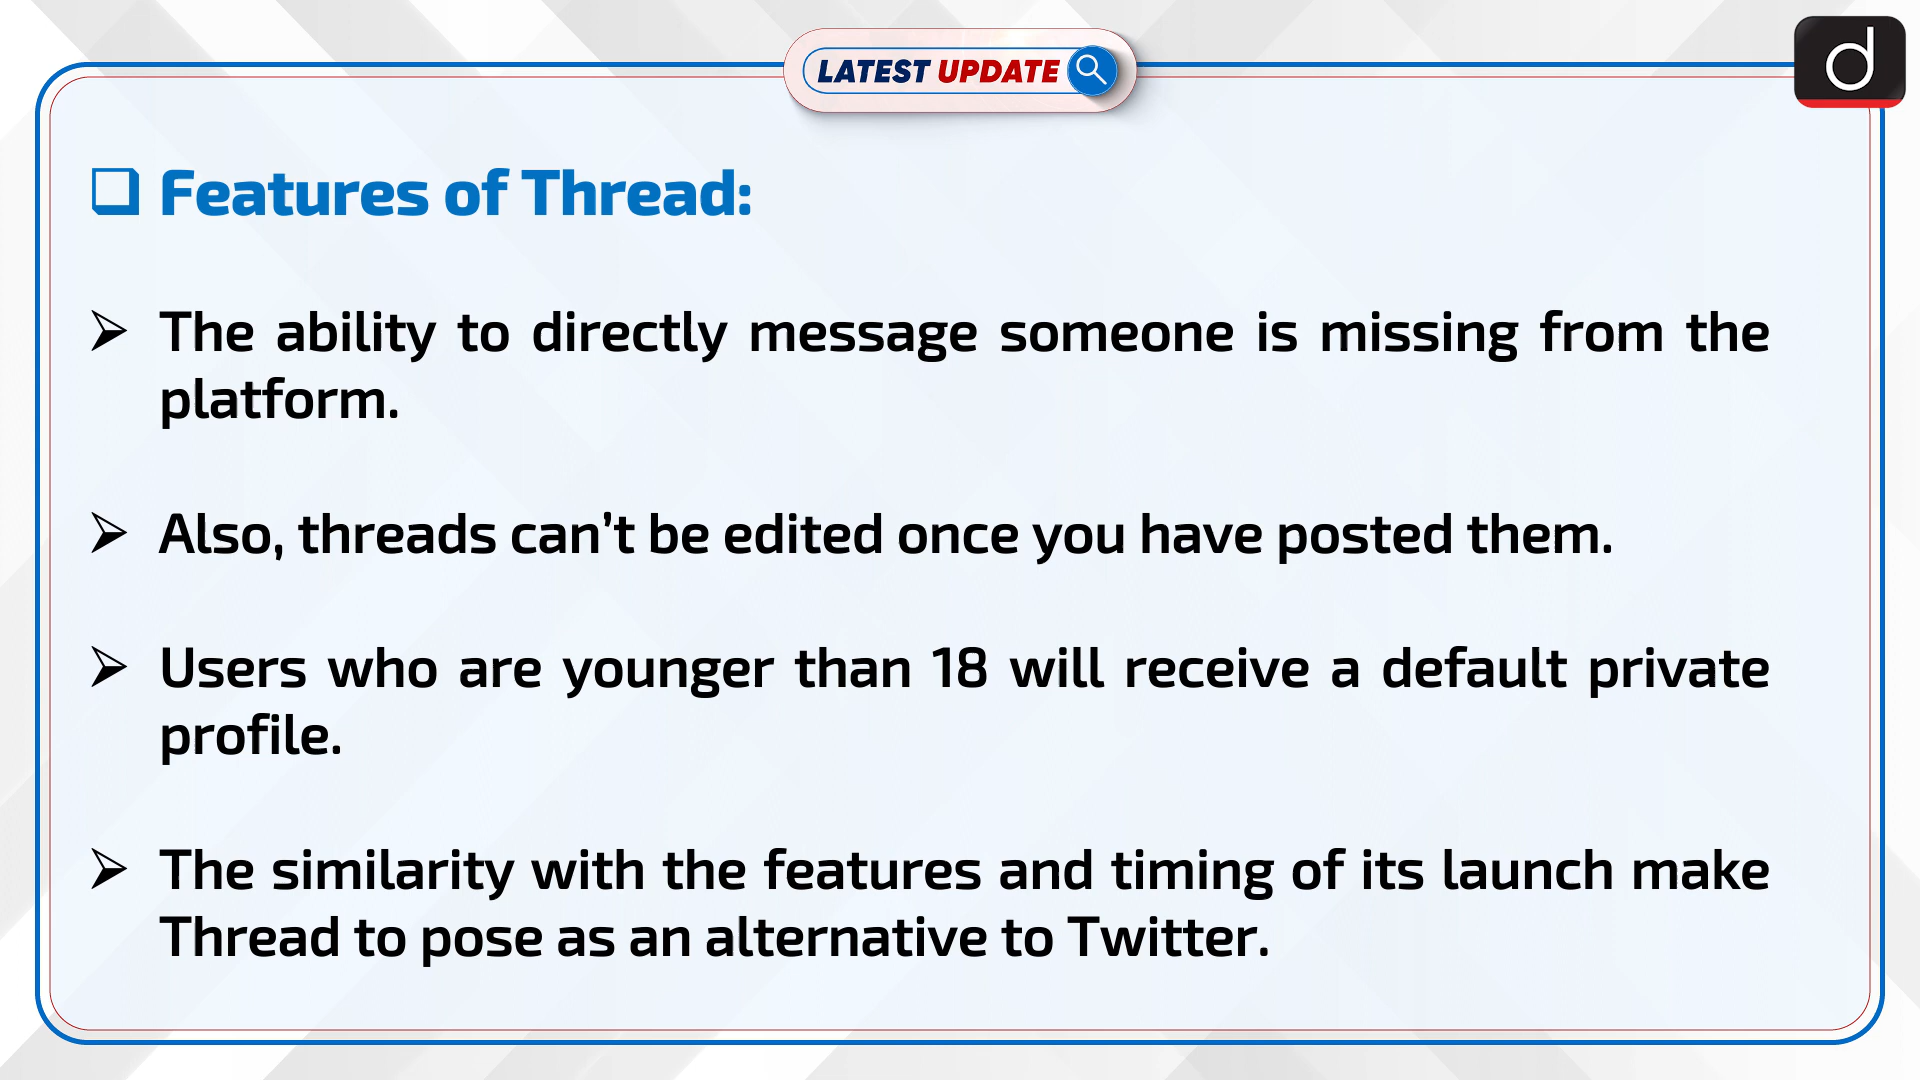 LATEST UPDATE
d
Features of Thread:
The ability to directly message someone is missing from the
platform.
Also, threads can’t be edited once you have posted them.
Users who are younger than 18 will receive a default private
profile.
The similarity with the features and timing of its launch make
Thread to pose as an alternative to Twitter.